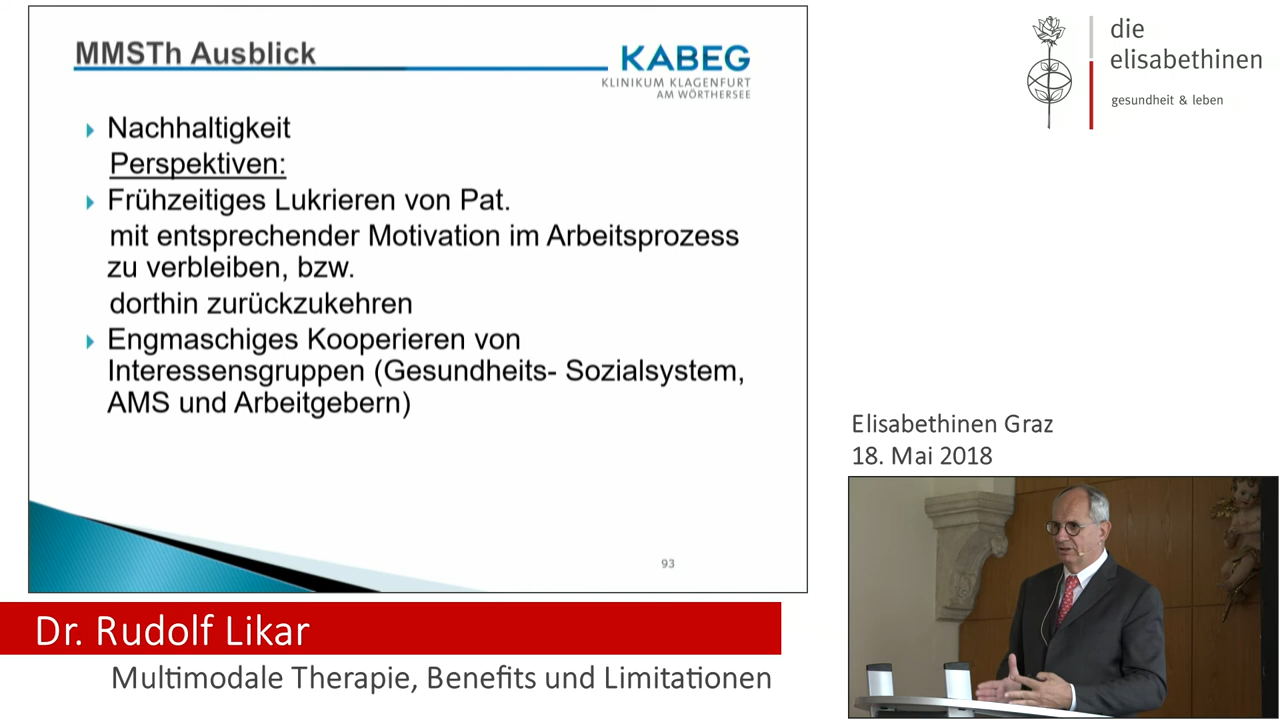 MMSTh Ausblick
KABEG
KLINIKUM KLAGENFURT
AM WÖRTHERSEE
Nachhaltigkeit
Perspektiven:
Frühzeitiges Lukrieren von Pat.
mit entsprechender Motivation im Arbeitsprozess
zu verbleiben, bzw.
dorthin zurückzukehren
Engmaschiges Kooperieren von
Interessensgruppen (Gesundheits- Sozialsystem,
AMS und Arbeitgebern)
93
die
elisabethinen
gesundheit & leben
Elisabethinen Graz
18. Mai 2018
Dr. Rudolf Likar
Multimodale Therapie, Benefits und Limitationen